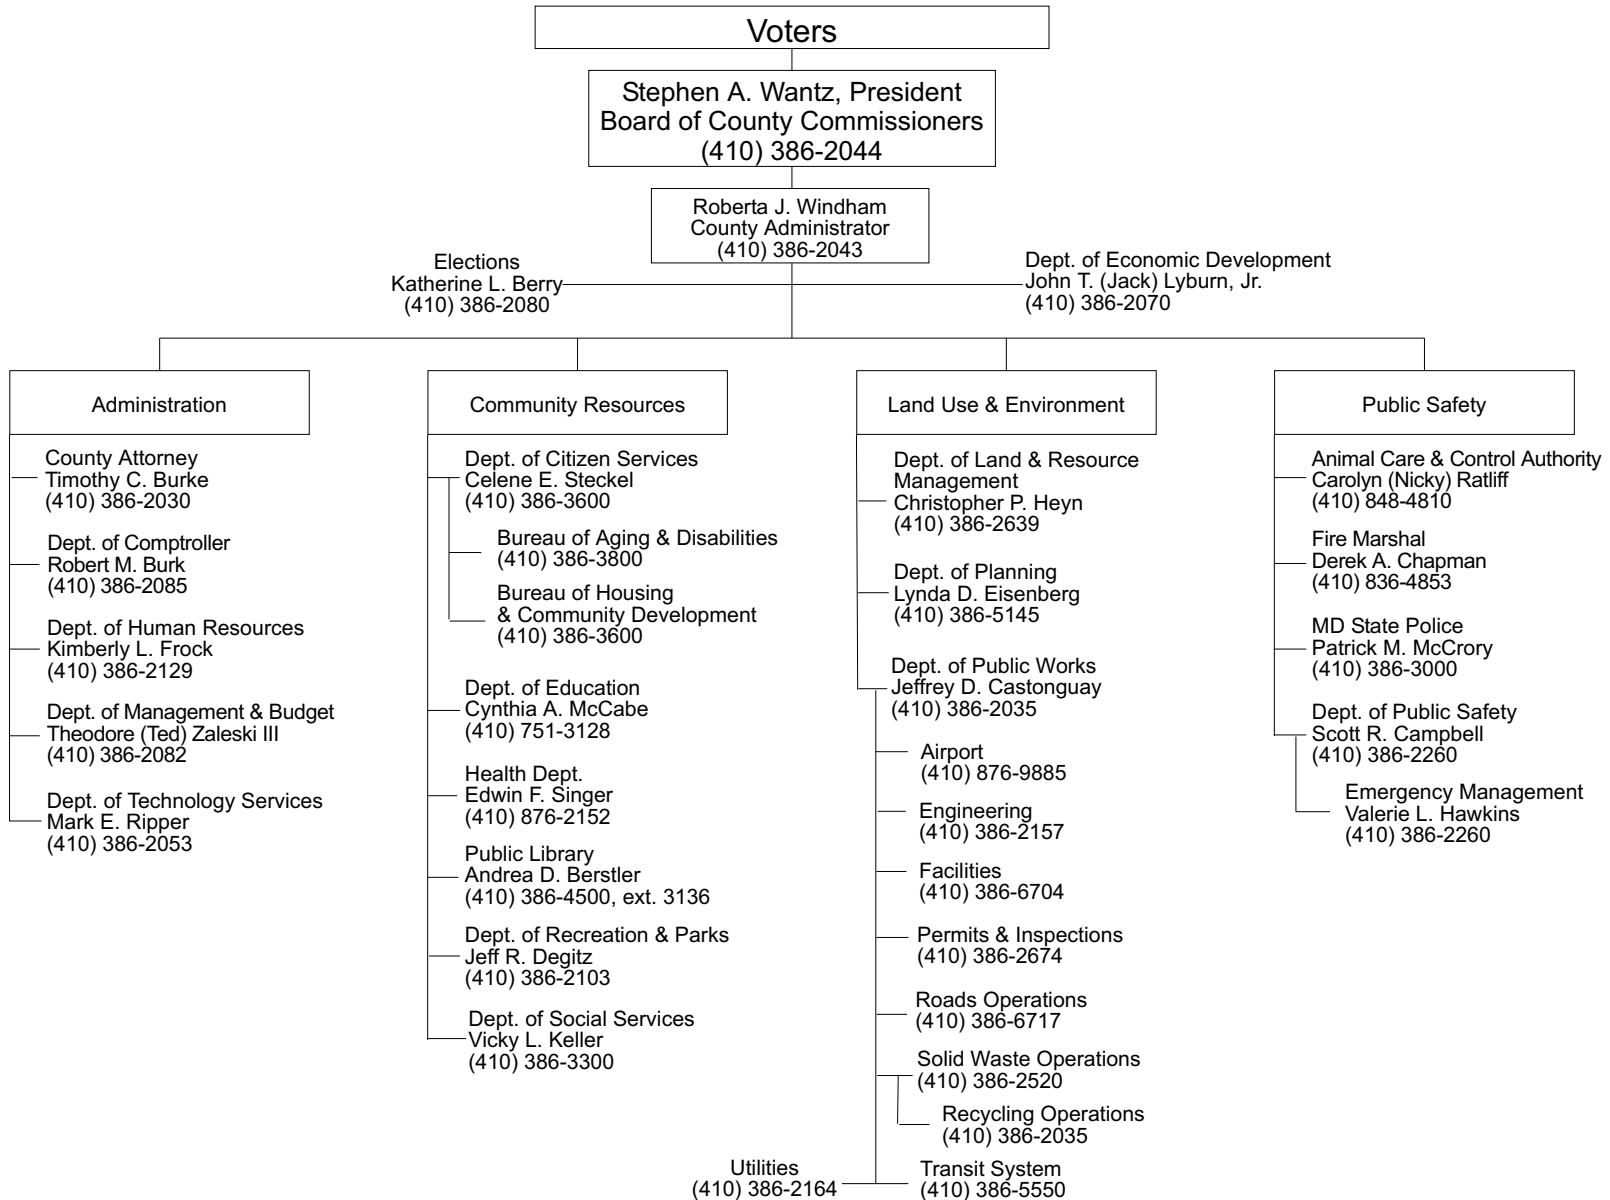 Voters
Stephen A. Wantz, President
Board of County Commissioners
(410) 386-2044
Roberta J. Windham
County Administrator
(410) 386-2043
Elections
Katherine L. Berry
(410) 386-2080
Dept. of Economic Development
John T. (Jack) Lyburn, Jr.
(410) 386-2070
Administration
County Attorney
Timothy C. Burke
(410) 386-2030
Dept. of Comptroller
Robert M. Burk
(410) 386-2085
Dept. of Human Resources
Kimberly L. Frock
(410) 386-2129
Dept. of Management & Budget
Theodore (Ted) Zaleski III
(410) 386-2082
Dept. of Technology Services
Mark E. Ripper
(410) 386-2053
Community Resources
Dept. of Citizen Services
Celene E. Steckel
(410) 386-3600
Bureau of Aging & Disabilities
(410) 386-3800
Bureau of Housing
& Community Development
(410) 386-3600
Dept. of Education
Cynthia A. McCabe
(410) 751-3128
Health Dept.
Edwin F. Singer
(410) 876-2152
Public Library
Andrea D. Berstler
(410) 386-4500, ext. 3136
Dept. of Recreation & Parks
Jeff R. Degitz
(410) 386-2103
Dept. of Social Services
Vicky L. Keller
(410) 386-3300
Land Use & Environment
Dept. of Land & Resource
Management
Christopher P. Heyn
(410) 386-2639
Dept. of Planning
Lynda D. Eisenberg
(410) 386-5145
Dept. of Public Works
Jeffrey D. Castonguay
(410) 386-2035
Airport
(410) 876-9885
Engineering
(410) 386-2157
Facilities
(410) 386-6704
Permits & Inspections
(410) 386-2674
Roads Operations
(410) 386-6717
Solid Waste Operations
(410) 386-2520
Recycling Operations
(410) 386-2035
Utilities
(410) 386-2164
Transit System
(410) 386-5550
Public Safety
Animal Care & Control Authority
Carolyn (Nicky) Ratliff
(410) 848-4810
Fire Marshal
Derek A. Chapman
(410) 836-4853
MD State Police
Patrick M. McCrory
(410) 386-3000
Dept. of Public Safety
Scott R. Campbell
(410) 386-2260
Emergency Management
Valerie L. Hawkins
(410) 386-2260